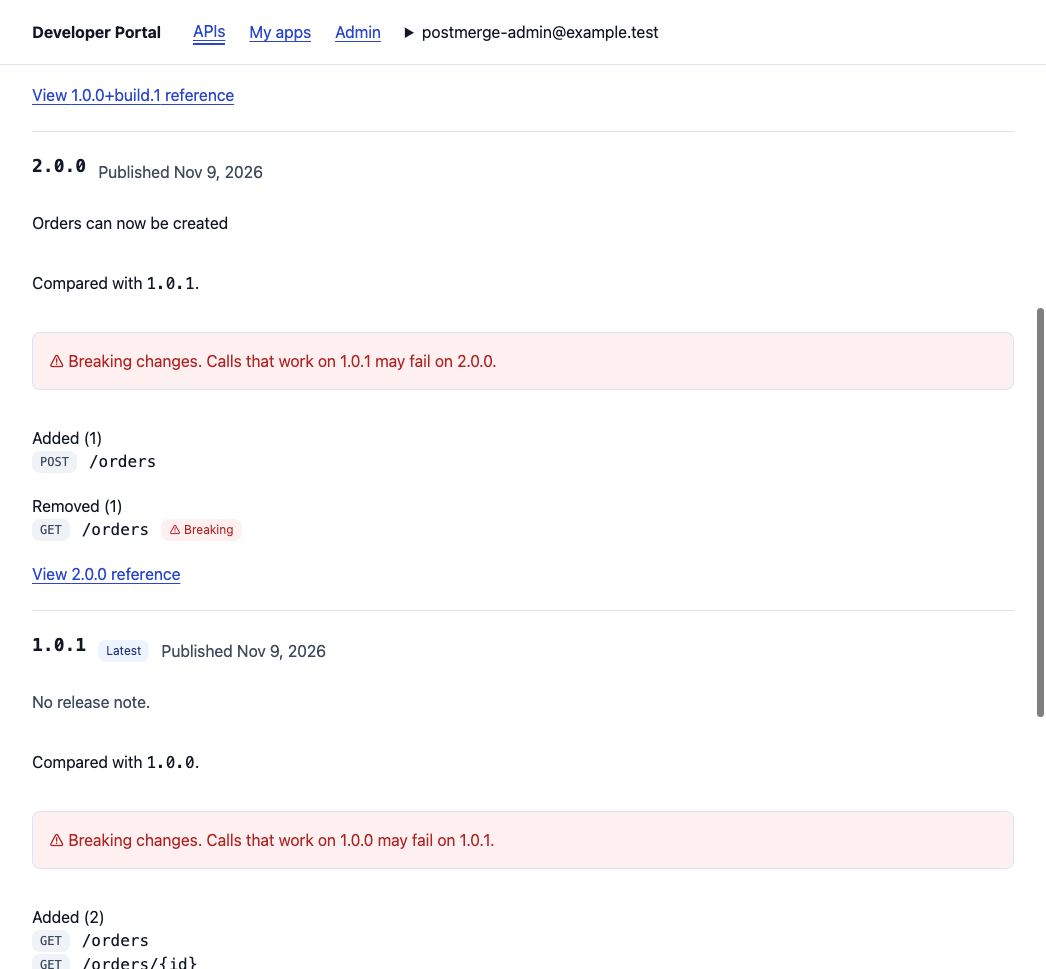 Developer Portal APIs My apps Admin ▶ postmerge-admin@example.test
View 1.0.0+build.1 reference
2.0.0 Published Nov 9, 2026
Orders can now be created
Compared with 1.0.1.
⚠ Breaking changes. Calls that work on 1.0.1 may fail on 2.0.0.
Added (1)
POST /orders
Removed (1)
GET /orders ⚠ Breaking
View 2.0.0 reference
1.0.1 Latest Published Nov 9, 2026
No release note.
Compared with 1.0.0.
⚠ Breaking changes. Calls that work on 1.0.0 may fail on 1.0.1.
Added (2)
GET /orders
GET /orders/{id}